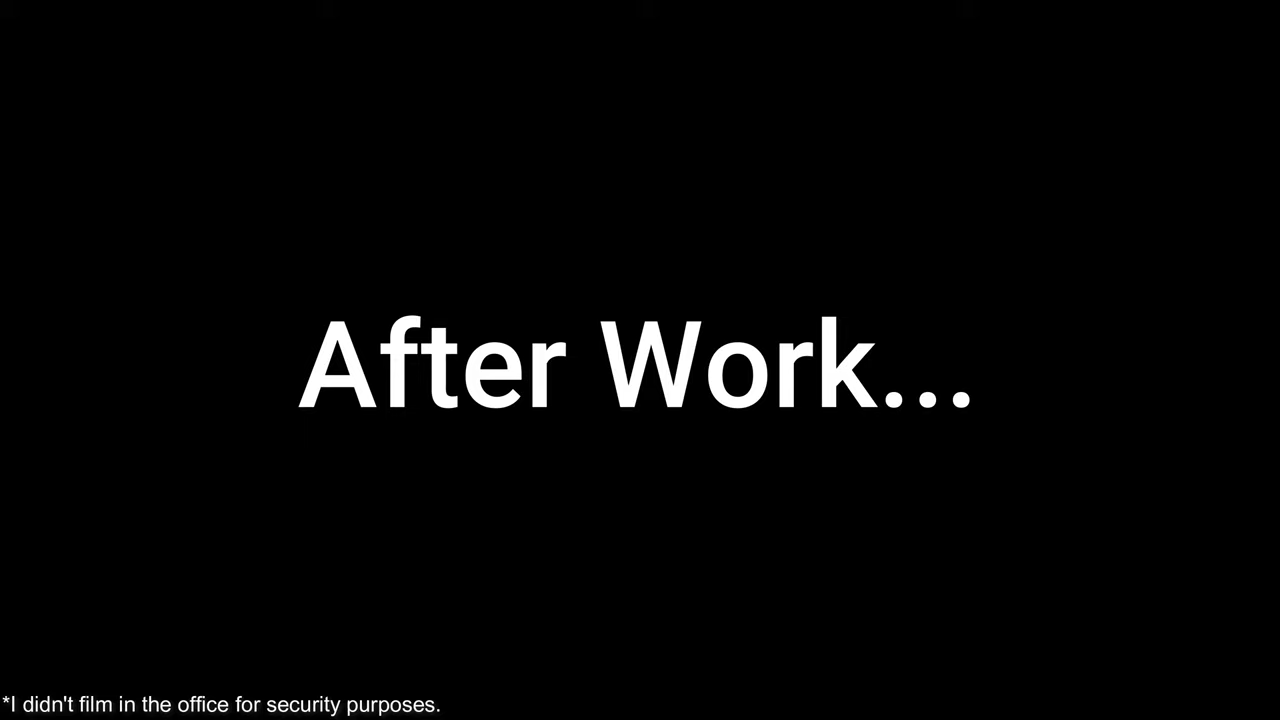 After Work...
*I didn't film in the office for security purposes.